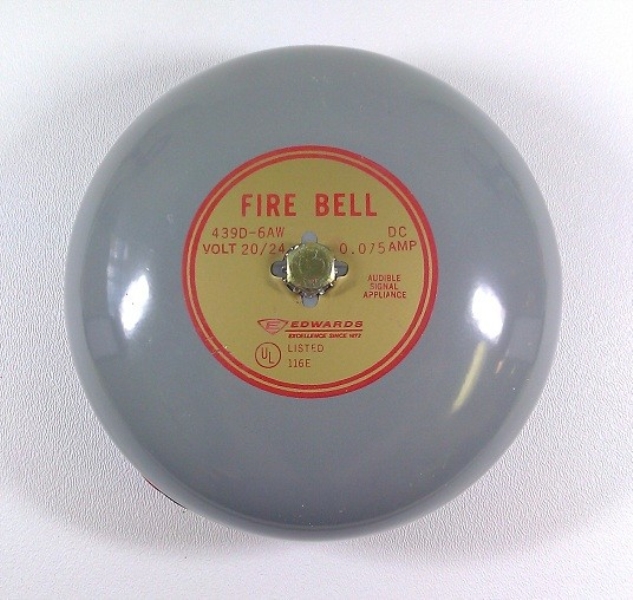 FIRE BELL
439D-6AW DC
VOLT 20/24 0.075 AMP
AUDIBLE
SIGNAL
APPLIANCE
E EDWARDS
EXCELLENCE SINCE 1872
UL LISTED
116E